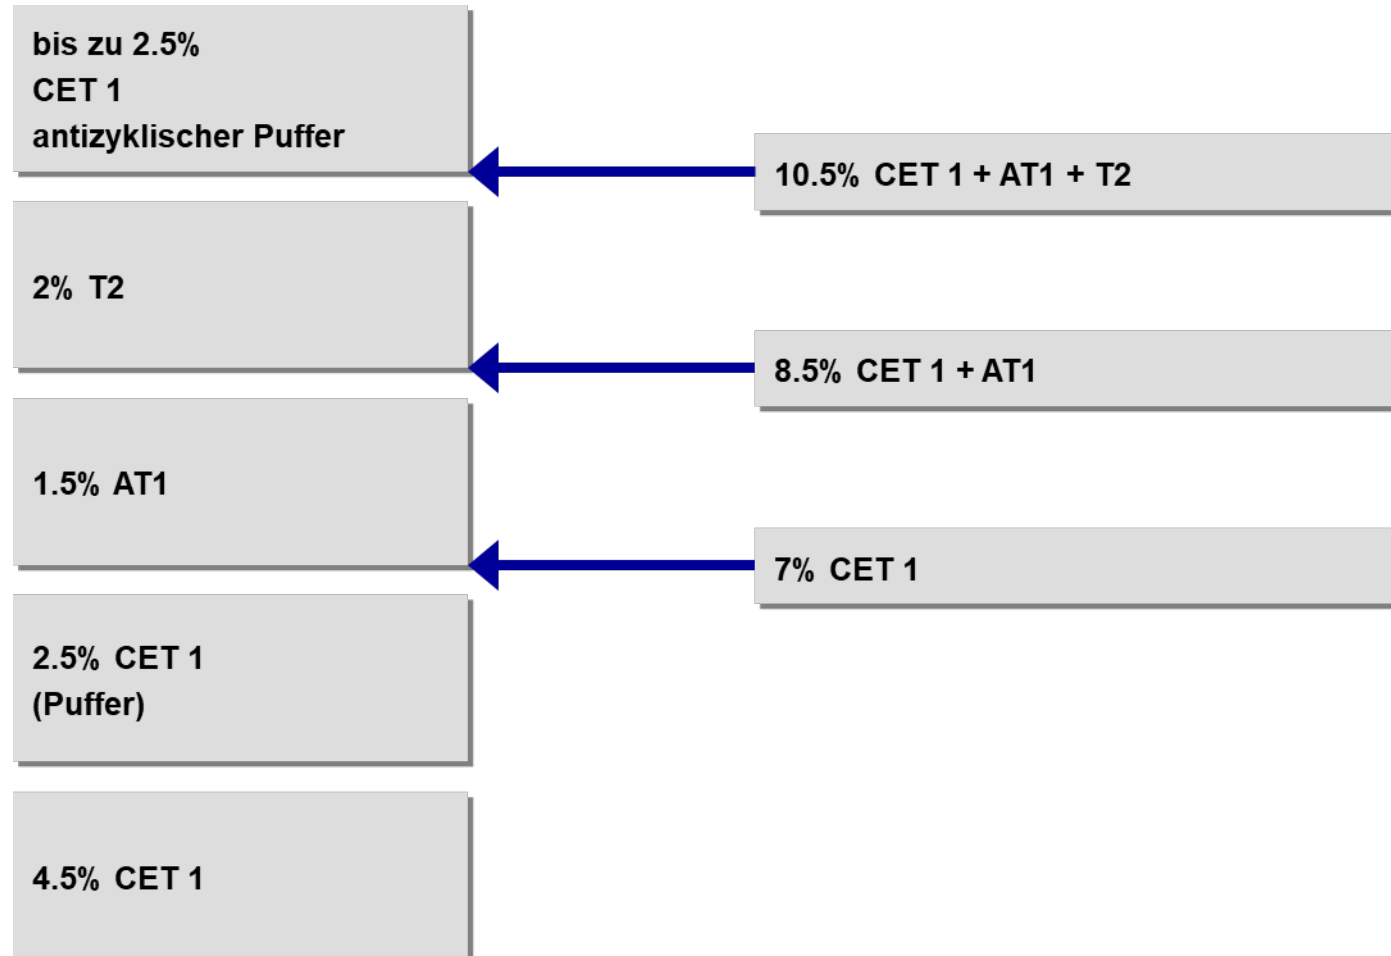 bis zu 2.5%
CET 1
antizyklischer Puffer
10.5% CET 1 + AT1 + T2
2% T2
8.5% CET 1 + AT1
1.5% AT1
7% CET 1
2.5% CET 1
(Puffer)
4.5% CET 1